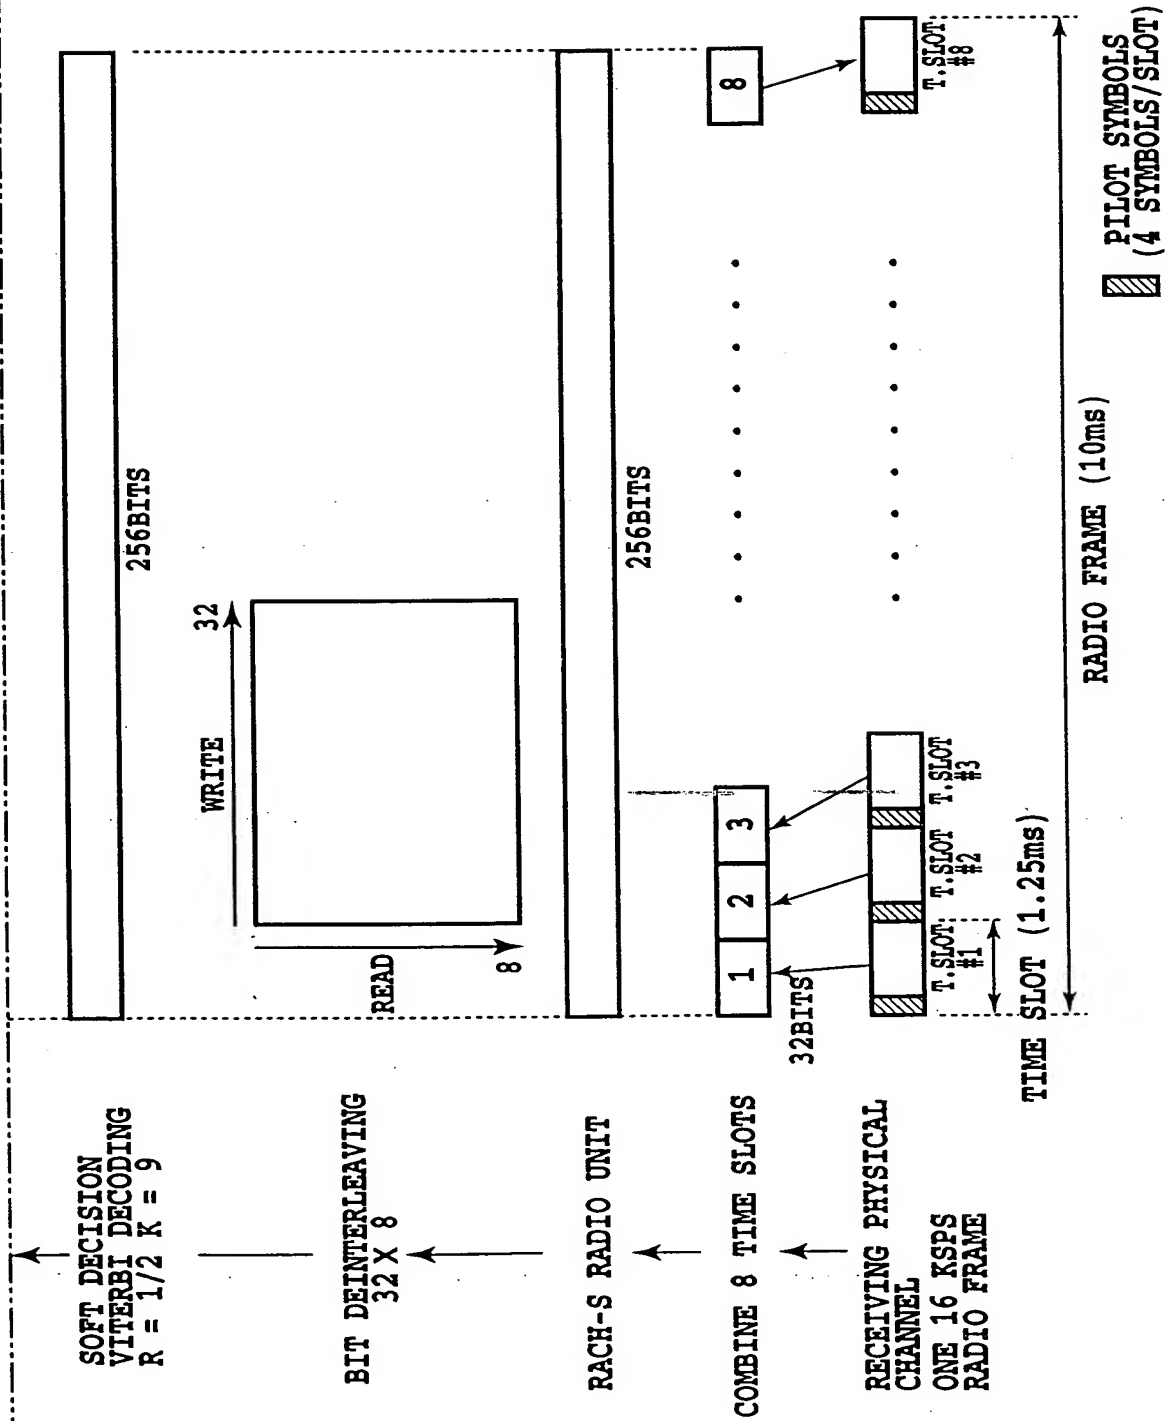 SOFT DECISION
VITERBI DECODING
R = 1/2 K = 9
256BITS
BIT DEINTERLEAVING
32 X 8
WRITE
32
READ
8
RACH-S RADIO UNIT
256BITS
COMBINE 8 TIME SLOTS
1
2
3
8
32BITS
RECEIVING PHYSICAL
CHANNEL
ONE 16 KSPS
RADIO FRAME
T.SLOT
#1
T.SLOT
#2
T.SLOT
#3
T.SLOT
#8
TIME SLOT (1.25ms)
RADIO FRAME (10ms)
PILOT SYMBOLS
(4 SYMBOLS/SLOT)